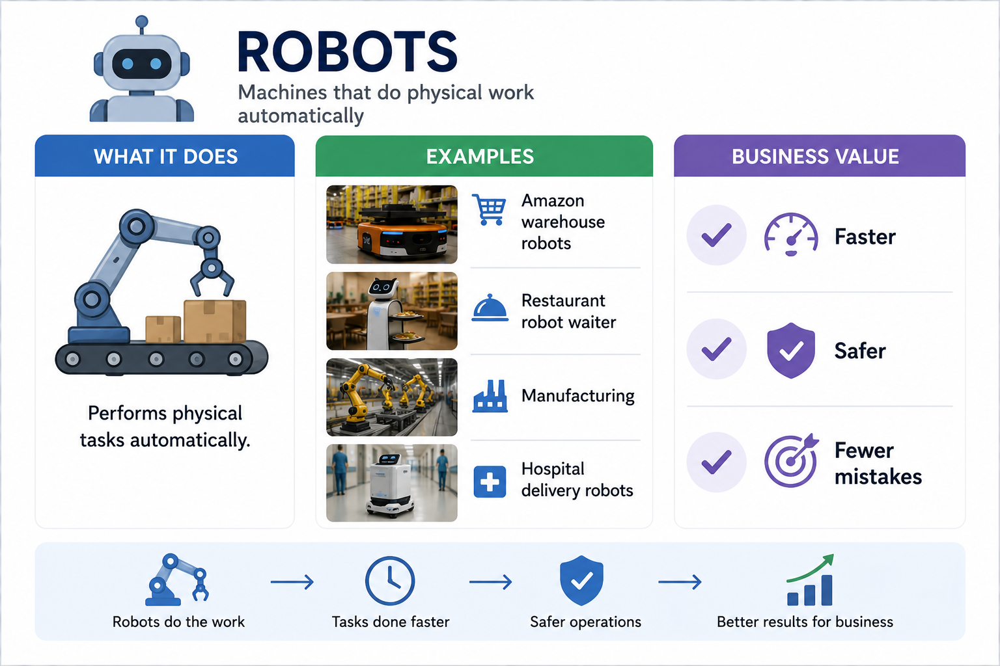 ROBOTS
Machines that do physical work
automatically
WHAT IT DOES
Performs physical
tasks automatically.
EXAMPLES
Amazon
warehouse
robots
Restaurant
robot waiter
Manufacturing
Hospital
delivery robots
BUSINESS VALUE
Faster
Safer
Fewer
mistakes
Robots do the work
Tasks done faster
Safer operations
Better results for business